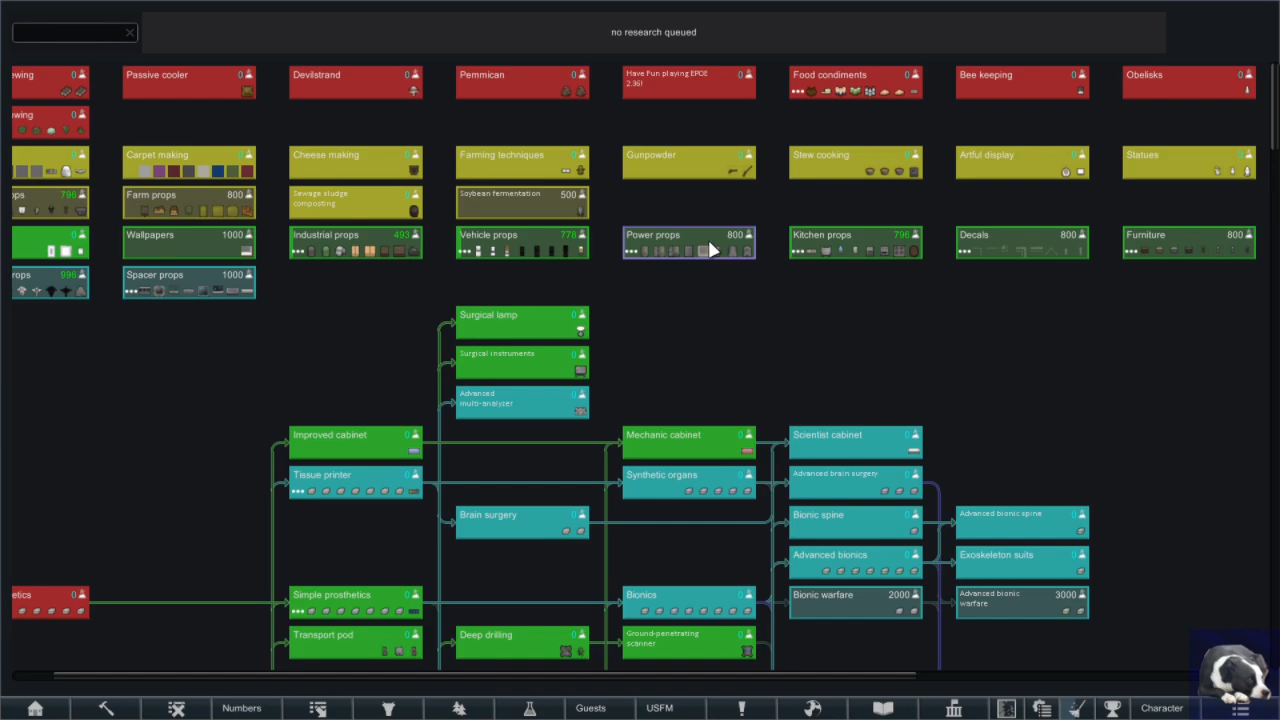 no research queued
ewing 0
Passive cooler 0
Devilstrand 0
Pemmican 0
Have Fun playing EPOE 2.36! 0
Food condiments 0
Bee keeping 0
Obelisks 0
wing 0
0
Carpet making 0
Cheese making 0
Farming techniques 0
Gunpowder 0
Stew cooking 0
Artful display 0
Statues 0
ops 796
Farm props 800
Sewage sludge composting 0
Soybean fermentation 500
0
Wallpapers 1000
Industrial props 493
Vehicle props 778
Power props 800
Kitchen props 796
Decals 800
Furniture 800
rops 996
Spacer props 1000
Surgical lamp 0
Surgical instruments 0
Advanced multi-analyzer 0
Improved cabinet 0
Mechanic cabinet 0
Scientist cabinet 0
Tissue printer 0
Synthetic organs 0
Advanced brain surgery 0
Brain surgery 0
Bionic spine 0
Advanced bionic spine 0
Advanced bionics 0
Exoskeleton suits 0
etics 0
Simple prosthetics 0
Bionics 0
Bionic warfare 2000
Advanced bionic warfare 3000
Transport pod 0
Deep drilling 0
Ground-penetrating scanner 0
Numbers
Guests
USFM
Character